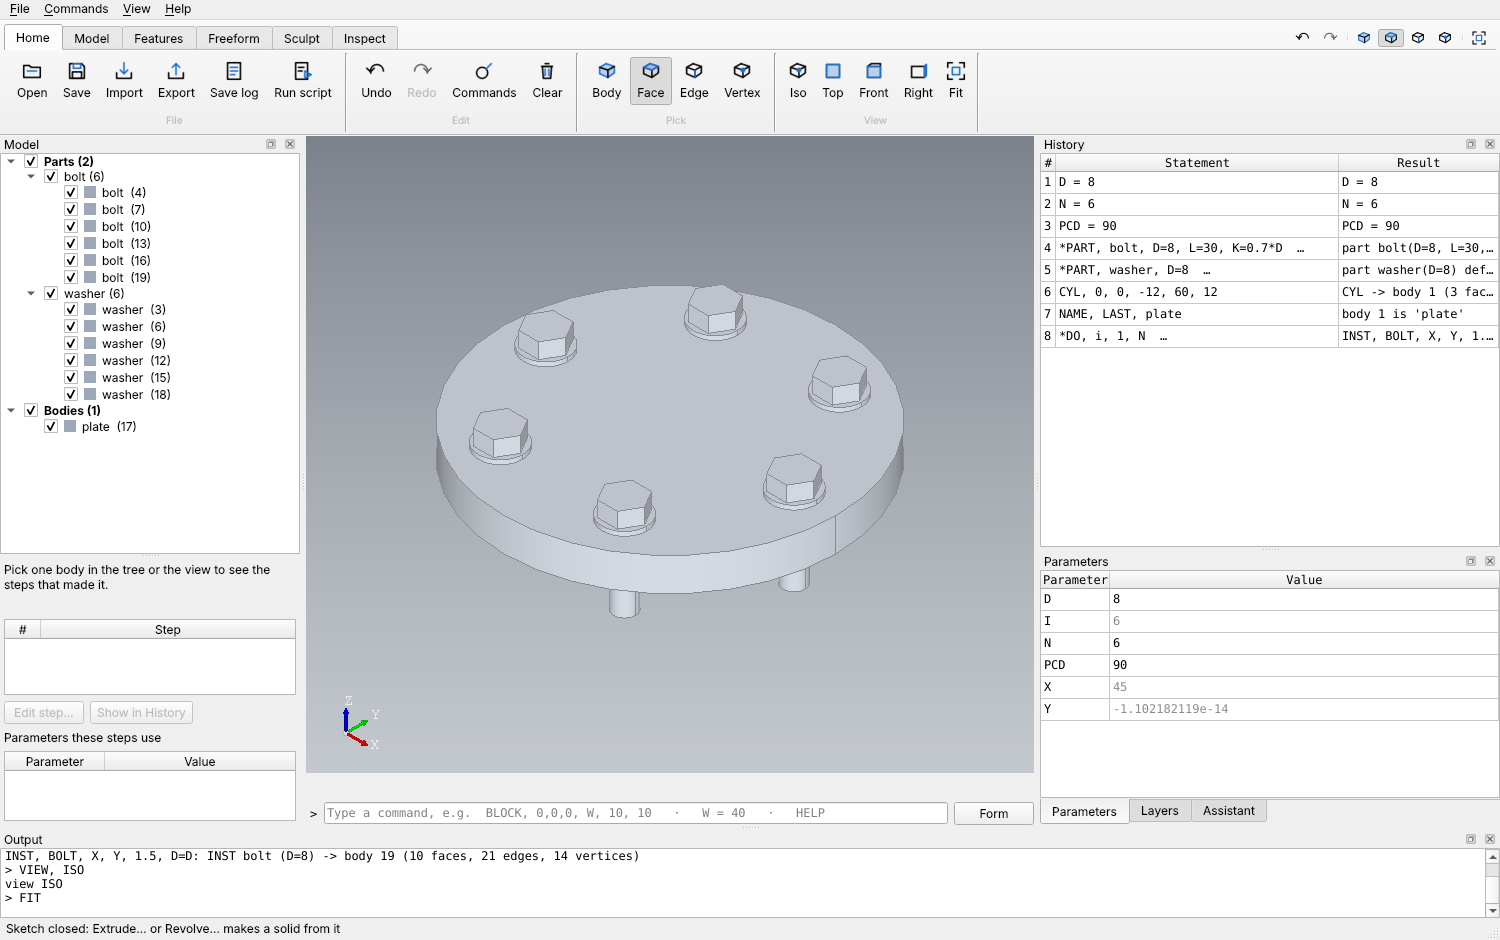 File Commands View Help
Home Model Features Freeform Sculpt Inspect
Open Save Import Export Save log Run script Undo Redo Commands Clear Body Face Edge Vertex Iso Top Front Right Fit
File Edit Pick View
Model
Parts (2)
bolt (6)
bolt (4)
bolt (7)
bolt (10)
bolt (13)
bolt (16)
bolt (19)
washer (6)
washer (3)
washer (6)
washer (9)
washer (12)
washer (15)
washer (18)
Bodies (1)
plate (17)
Pick one body in the tree or the view to see the
steps that made it.
# Step
Edit step... Show in History
Parameters these steps use
Parameter Value
Z
Y
X
> Type a command, e.g. BLOCK, 0,0,0, W, 10, 10 · W = 40 · HELP Form
History
# Statement Result
1 D = 8 D = 8
2 N = 6 N = 6
3 PCD = 90 PCD = 90
4 *PART, bolt, D=8, L=30, K=0.7*D … part bolt(D=8, L=30,…
5 *PART, washer, D=8 … part washer(D=8) def…
6 CYL, 0, 0, -12, 60, 12 CYL -> body 1 (3 fac…
7 NAME, LAST, plate body 1 is 'plate'
8 *DO, i, 1, N … INST, BOLT, X, Y, 1.…
Parameters
Parameter Value
D 8
I 6
N 6
PCD 90
X 45
Y -1.102182119e-14
Parameters Layers Assistant
Output
INST, BOLT, X, Y, 1.5, D=D: INST bolt (D=8) -> body 19 (10 faces, 21 edges, 14 vertices)
> VIEW, ISO
view ISO
> FIT
Sketch closed: Extrude... or Revolve... makes a solid from it